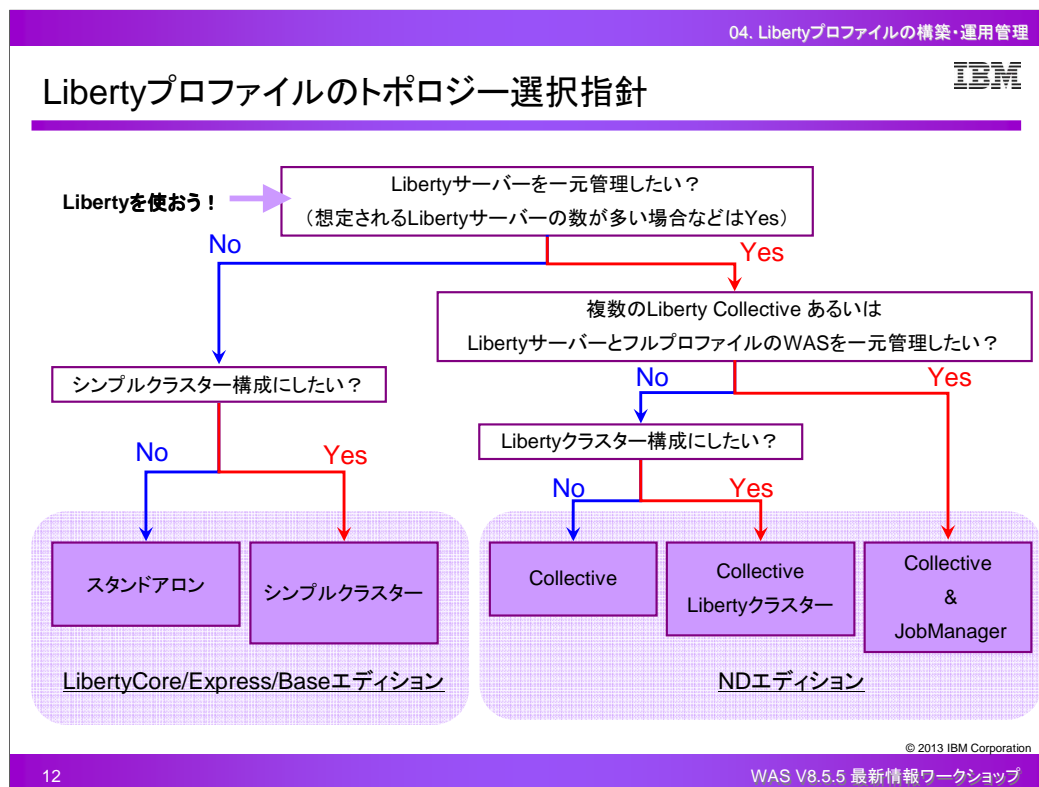 04. Libertyプロファイルの構築・運用管理
Libertyプロファイルのトポロジー選択指針
IBM
Libertyを使おう！
Libertyサーバーを一元管理したい？
（想定されるLibertyサーバーの数が多い場合などはYes）
No
Yes
複数のLiberty Collective あるいは
LibertyサーバーとフルプロファイルのWASを一元管理したい？
シンプルクラスター構成にしたい？
No
Yes
Libertyクラスター構成にしたい？
No
Yes
No
Yes
スタンドアロン
シンプルクラスター
Collective
Collective
Libertyクラスター
Collective
&
JobManager
LibertyCore/Express/Baseエディション
NDエディション
© 2013 IBM Corporation
12
WAS V8.5.5 最新情報ワークショップ